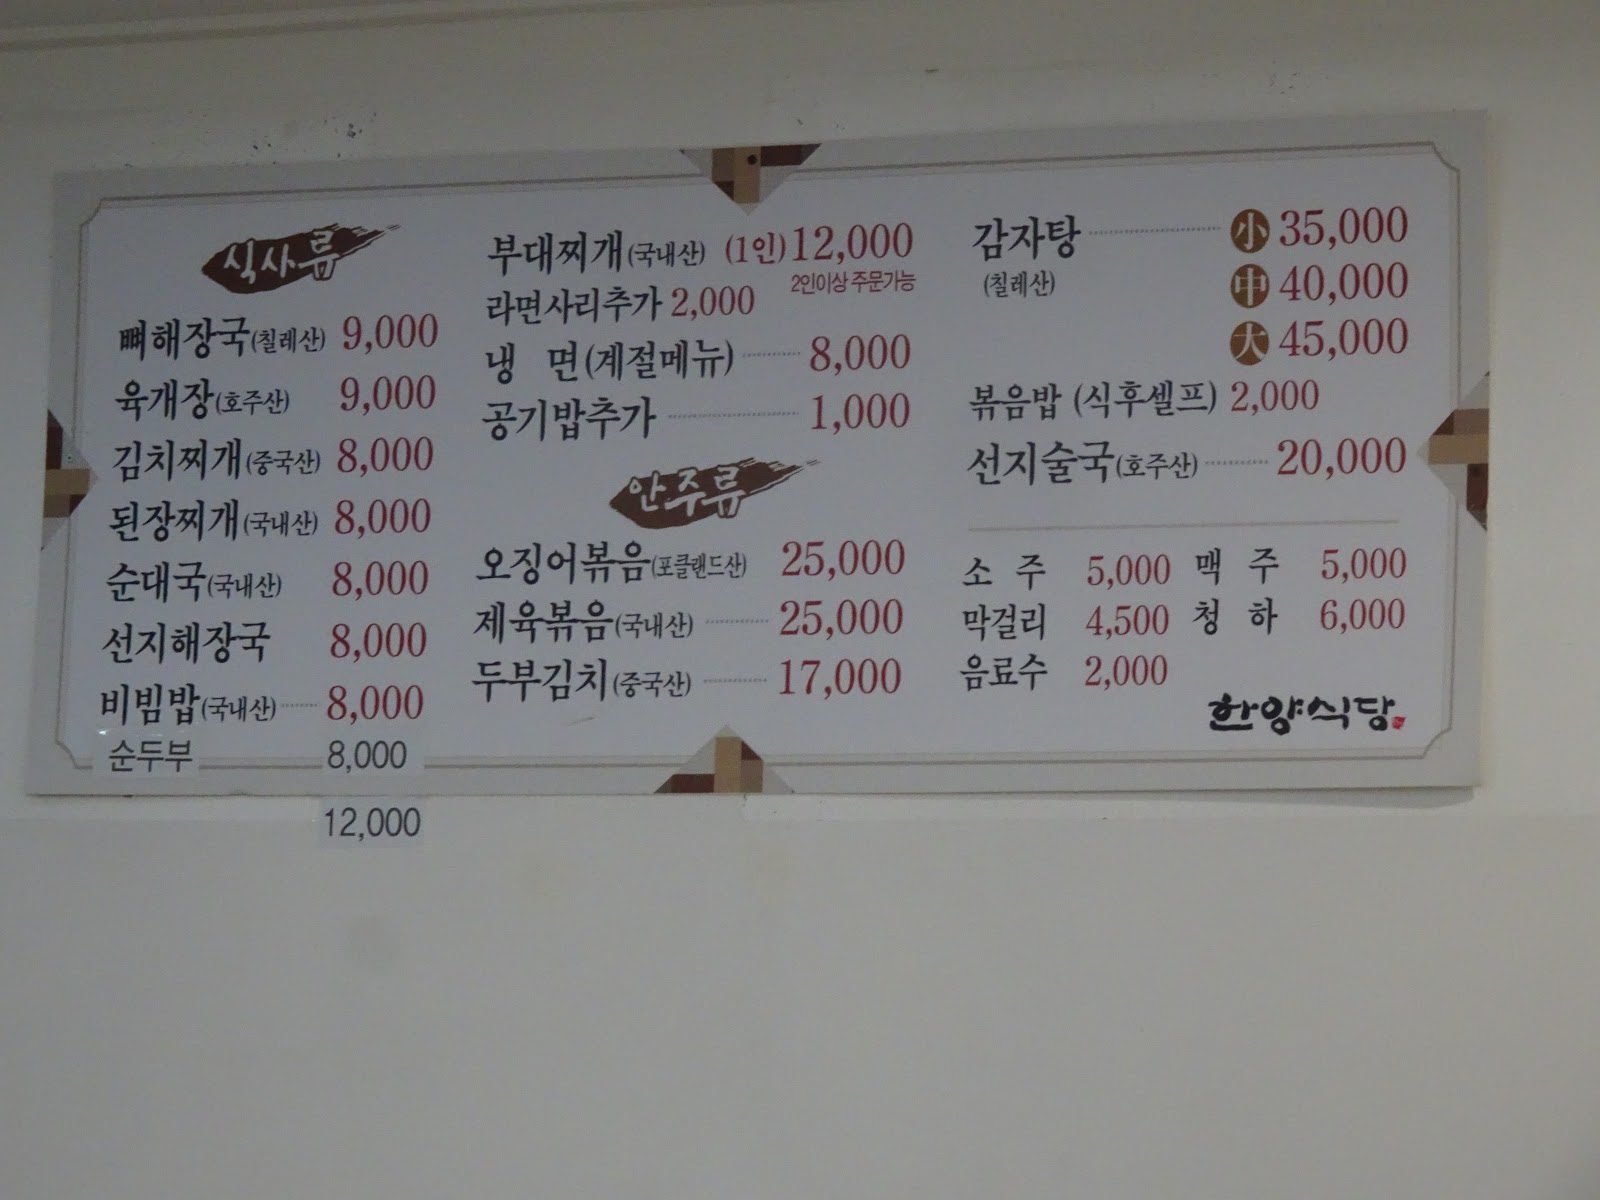 식사류
뼈해장국(칠레산) 9,000
육개장(호주산) 9,000
김치찌개(중국산) 8,000
된장찌개(국내산) 8,000
순대국(국내산) 8,000
선지해장국 8,000
비빔밥(국내산) 8,000
순두부 8,000
12,000
부대찌개(국내산) (1인)12,000
2인이상 주문가능
라면사리추가 2,000
냉 면(계절메뉴) 8,000
공기밥추가 1,000
안주류
오징어볶음(포클랜드산) 25,000
제육볶음(국내산) 25,000
두부김치(중국산) 17,000
감자탕 小 35,000
(칠레산) 中 40,000
大 45,000
볶음밥 (식후셀프) 2,000
선지술국(호주산) 20,000
소 주 5,000 맥 주 5,000
막걸리 4,500 청 하 6,000
음료수 2,000
한양식당